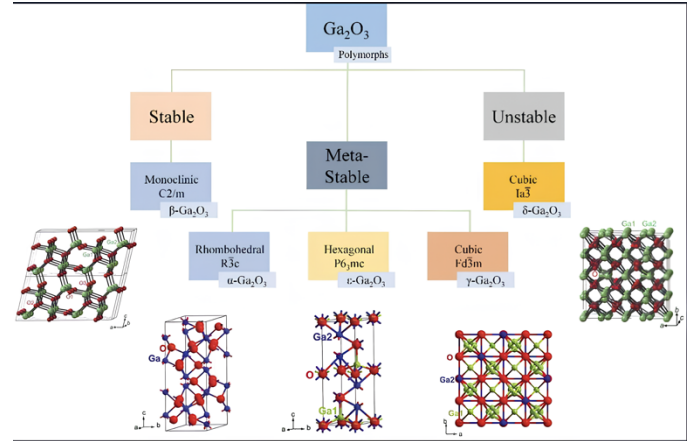 Ga₂O₃
Polymorphs
Stable
Unstable
Meta-
Stable
Monoclinic
C2/m
β-Ga₂O₃
Cubic
Ia3̅
δ-Ga₂O₃
Rhombohedral
R3̅c
α-Ga₂O₃
Hexagonal
P6₃mc
ε-Ga₂O₃
Cubic
Fd3̅m
γ-Ga₂O₃
Ga1 Ga2
O
a
c
Ga1
a
b
O
Ga
c
a b
Ga2
O
Ga1
c
a b
O
Ga2
Ga1
a